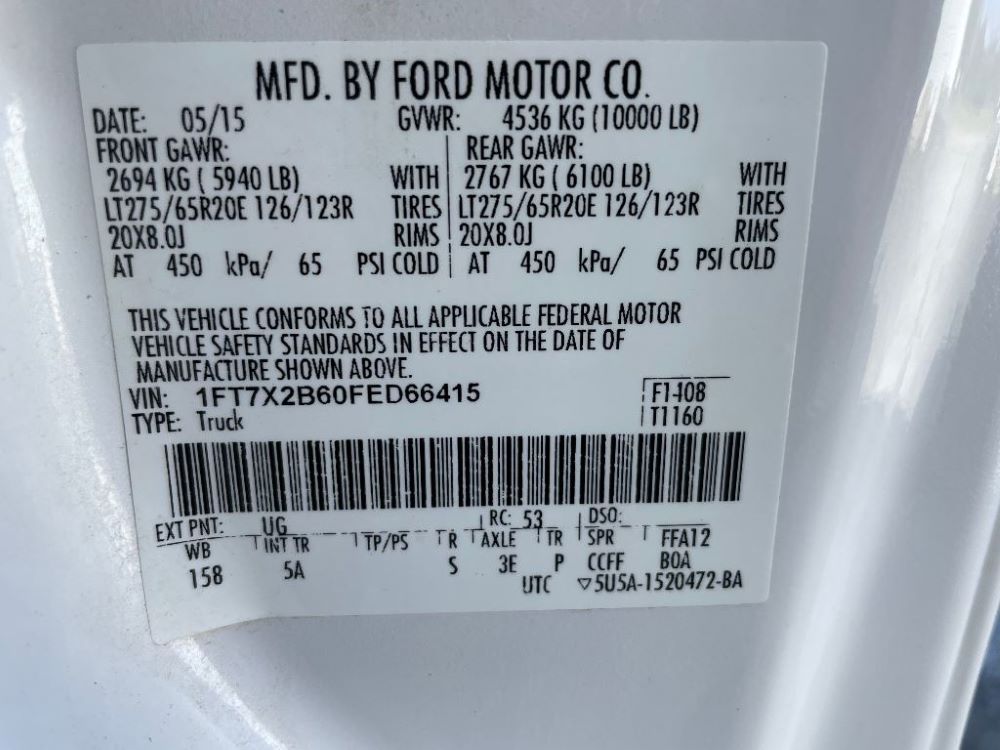 MFD. BY FORD MOTOR CO.
DATE: 05/15 GVWR: 4536 KG (10000 LB)
FRONT GAWR: REAR GAWR:
2694 KG ( 5940 LB) WITH 2767 KG ( 6100 LB) WITH
LT275/65R20E 126/123R TIRES LT275/65R20E 126/123R TIRES
20X8.0J RIMS 20X8.0J RIMS
AT 450 kPa/ 65 PSI COLD AT 450 kPa/ 65 PSI COLD
THIS VEHICLE CONFORMS TO ALL APPLICABLE FEDERAL MOTOR
VEHICLE SAFETY STANDARDS IN EFFECT ON THE DATE OF
MANUFACTURE SHOWN ABOVE.
VIN: 1FT7X2B60FED66415 F1408
TYPE: Truck T1160
EXT PNT: UG RC: 53 DSO:
WB INT TR TP/PS R AXLE TR SPR FFA12
158 5A S 3E P CCFF BOA
UTC ▽5U5A-1520472-BA